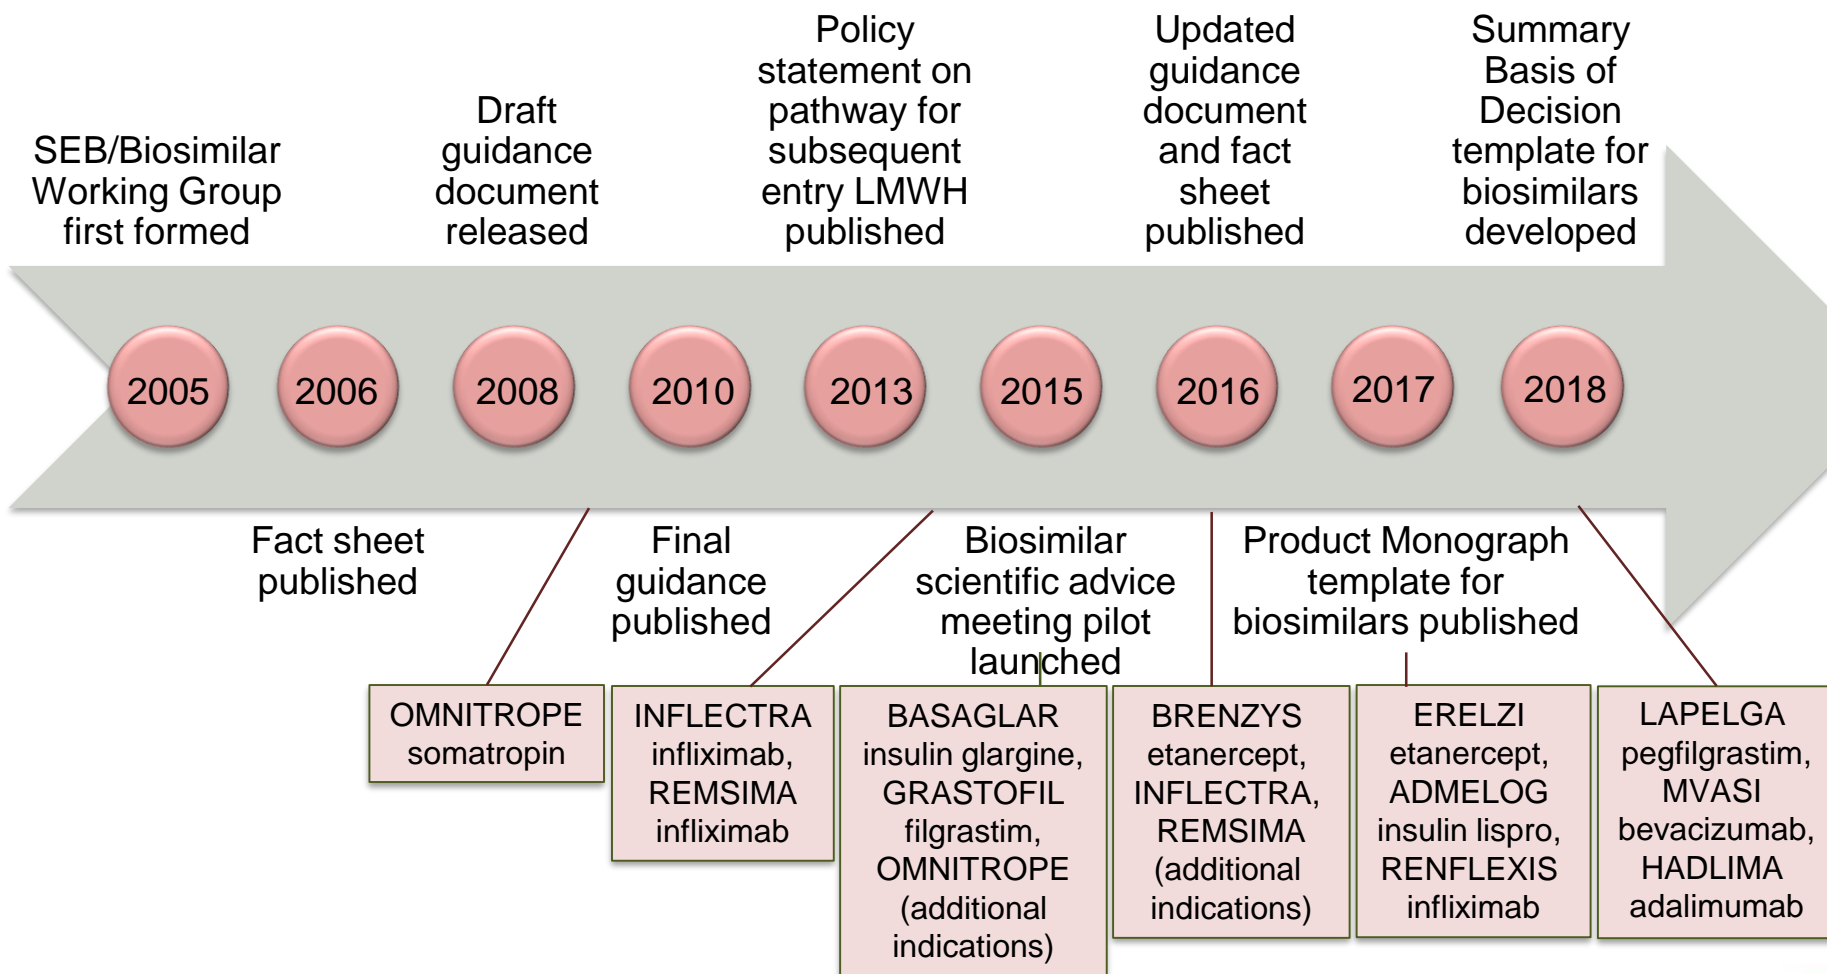 SEB/Biosimilar
Working Group
first formed
Draft
guidance
document
released
Policy
statement on
pathway for
subsequent
entry LMWH
published
Updated
guidance
document
and fact
sheet
published
Summary
Basis of
Decision
template for
biosimilars
developed
2005
2006
2008
2010
2013
2015
2016
2017
2018
Fact sheet
published
Final
guidance
published
Biosimilar
scientific advice
meeting pilot
launched
Product Monograph
template for
biosimilars published
OMNITROPE
somatropin
INFLECTRA
infliximab,
REMSIMA
infliximab
BASAGLAR
insulin glargine,
GRASTOFIL
filgrastim,
OMNITROPE
(additional
indications)
BRENZYS
etanercept,
INFLECTRA,
REMSIMA
(additional
indications)
ERELZI
etanercept,
ADMELOG
insulin lispro,
RENFLEXIS
infliximab
LAPELGA
pegfilgrastim,
MVASI
bevacizumab,
HADLIMA
adalimumab